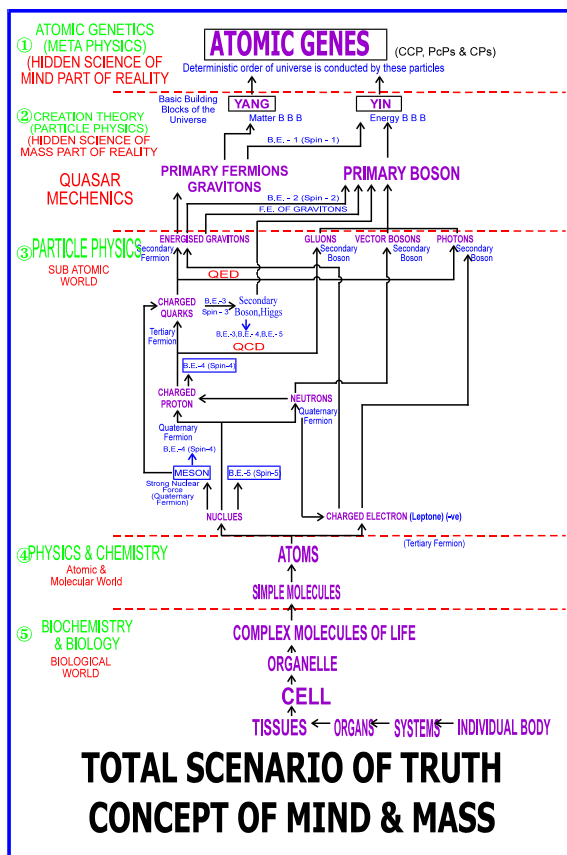 ① ATOMIC GENETICS
(META PHYSICS)
(HIDDEN SCIENCE OF
MIND PART OF REALITY
ATOMIC GENES
(CCP, PcPs & CPs)
Deterministic order of universe is conducted by these particles
Basic Building
Blocks of the
Universe
YANG
Matter B B B
YIN
Energy B B B
② CREATION THEORY
(PARTICLE PHYSICS)
(HIDDEN SCIENCE OF
MASS PART OF REALITY
B.E. - 1 (Spin - 1)
PRIMARY FERMIONS
GRAVITONS
PRIMARY BOSON
QUASAR
MECHENICS
B.E. - 2 (Spin - 2)
F.E. OF GRAVITONS
③ PARTICLE PHYSICS
SUB ATOMIC
WORLD
ENERGISED GRAVITONS
Secondary
Fermion
GLUONS
Secondary
Boson
VECTOR BOSONS
Secondary
Boson
PHOTONS
Secondary
Boson
QED
CHARGED
QUARKS
B.E.-3
Spin - 3
Secondary
Boson,Higgs
Tertiary
Fermion
B.E.-3,B.E.- 4,B.E.- 5
QCD
B.E.-4 (Spin-4)
CHARGED
PROTON
NEUTRONS
Quaternary
Fermion
Quaternary
Fermion
B.E.-4 (Spin-4)
MESON
B.E.-5 (Spin-5
Strong Nuclear
Force
(Quaternary
Fermion)
NUCLUES
CHARGED ELECTRON (Leptone) (-ve)
(Tertiary Fermion)
④ PHYSICS & CHEMISTRY
Atomic &
Molecular World
ATOMS
SIMPLE MOLECULES
⑤ BIOCHEMISTRY
& BIOLOGY
BIOLOGICAL
WORLD
COMPLEX MOLECULES OF LIFE
ORGANELLE
CELL
TISSUES
ORGANS
SYSTEMS
INDIVIDUAL BODY
TOTAL SCENARIO OF TRUTH
CONCEPT OF MIND & MASS